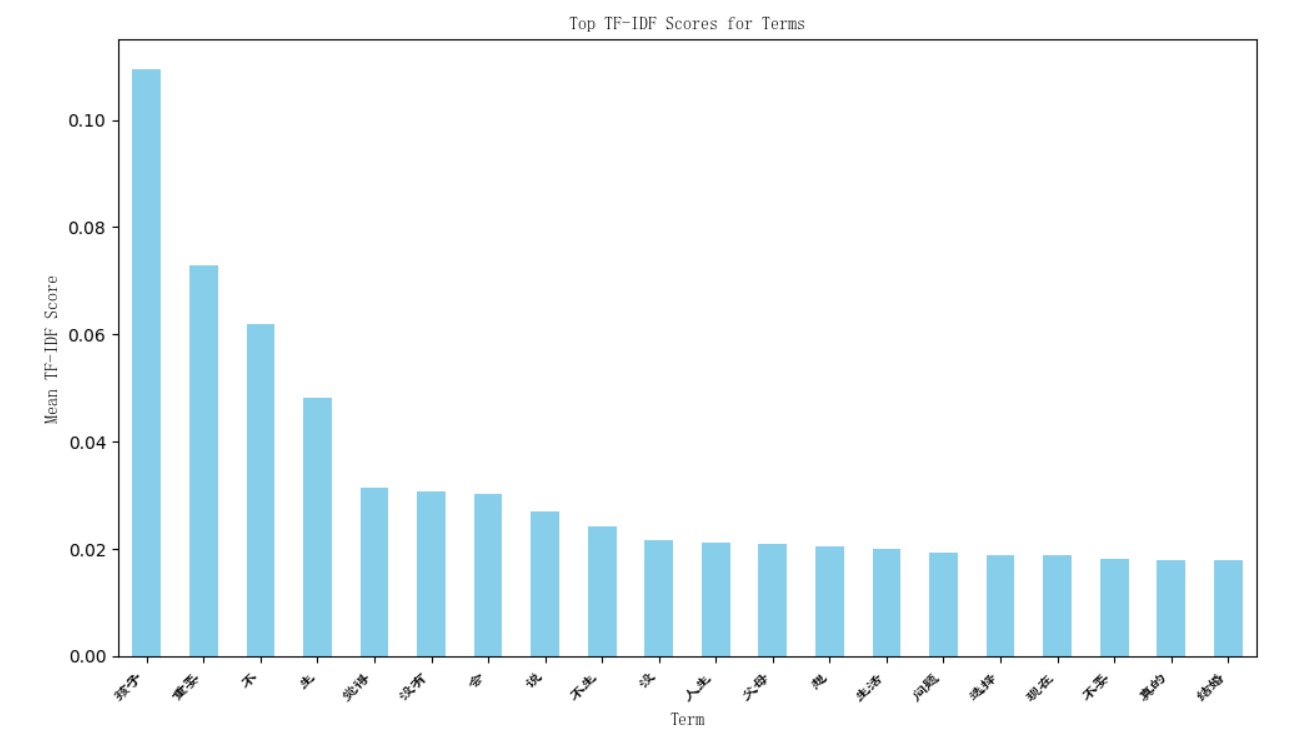 Top TF-IDF Scores for Terms
Mean TF-IDF Score
0.10
0.08
0.06
0.04
0.02
0.00
孩子
重要
不
生
觉得
没有
会
说
不生
没
人生
父母
想
生活
问题
选择
现在
不要
真的
结婚
Term